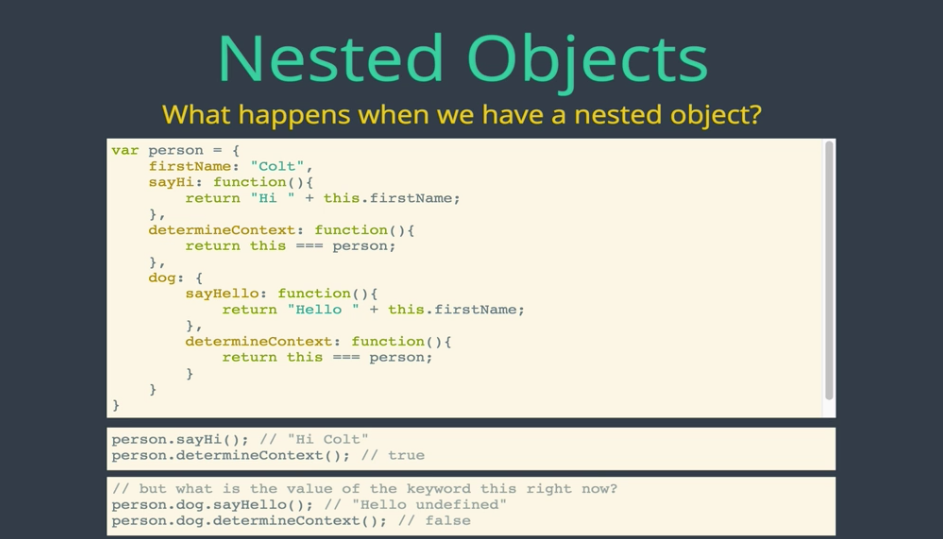 Nested Objects
What happens when we have a nested object?
var person = {
    firstName: "Colt",
    sayHi: function(){
        return "Hi " + this.firstName;
    },
    determineContext: function(){
        return this === person;
    },
    dog: {
        sayHello: function(){
            return "Hello " + this.firstName;
        },
        determineContext: function(){
            return this === person;
        }
    }
}
person.sayHi(); // "Hi Colt"
person.determineContext(); // true
// but what is the value of the keyword this right now?
person.dog.sayHello(); // "Hello undefined"
person.dog.determineContext(); // false